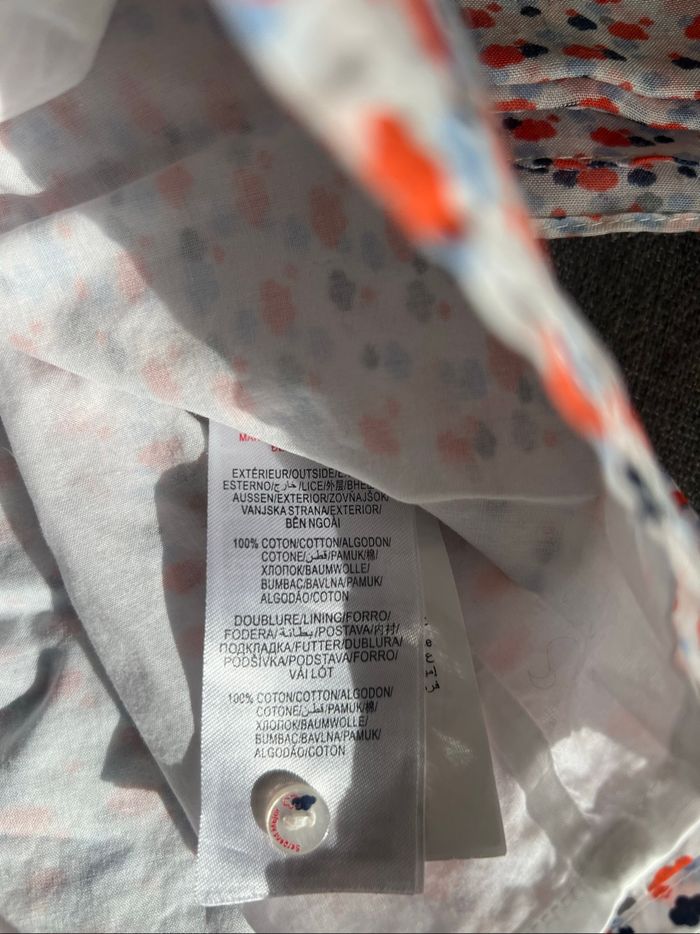 EXTÉRIEUR/OUTSIDE/
ESTERNO/خارج/LICE/外层/ВНЕ
AUSSEN/EXTERIOR/ZOVŇAJŠOK/
VANJSKA STRANA/EXTERIOR/
BÊN NGOÀI
100% COTON/COTTON/ALGODON/
COTONE/قطن/PAMUK/棉/
ХЛОПОК/BAUMWOLLE/
BUMBAC/BAVLNA/PAMUK/
ALGODÃO/COTON
DOUBLURE/LINING/FORRO/
FODERA/بطانة/POSTAVA/内衬/
ПОДКЛАДКА/FUTTER/DUBLURA/
PODŠÍVKA/PODSTAVA/FORRO/
VẢI LÓT
100% COTON/COTTON/ALGODON/
COTONE/قطن/PAMUK/棉/
ХЛОПОК/BAUMWOLLE/
BUMBAC/BAVLNA/PAMUK/
ALGODÃO/COTON